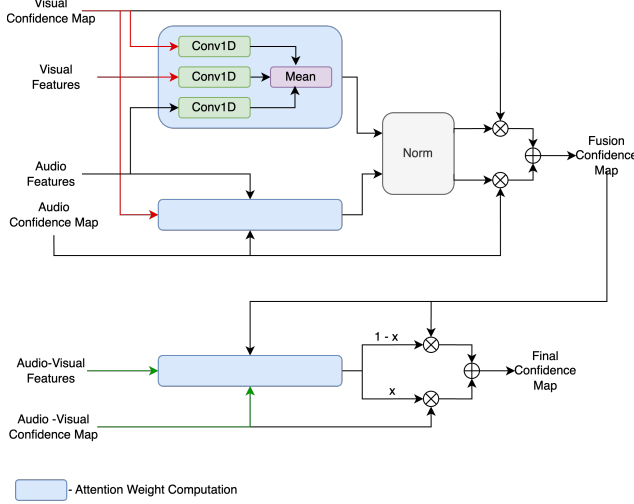 Visual
Confidence Map
Conv1D
Visual
Features
Conv1D
Mean
Conv1D
Norm
Fusion
Confidence
Map
Audio
Features
Audio
Confidence Map
1 - x
Audio-Visual
Features
Final
Confidence
Map
x
Audio -Visual
Confidence Map
- Attention Weight Computation